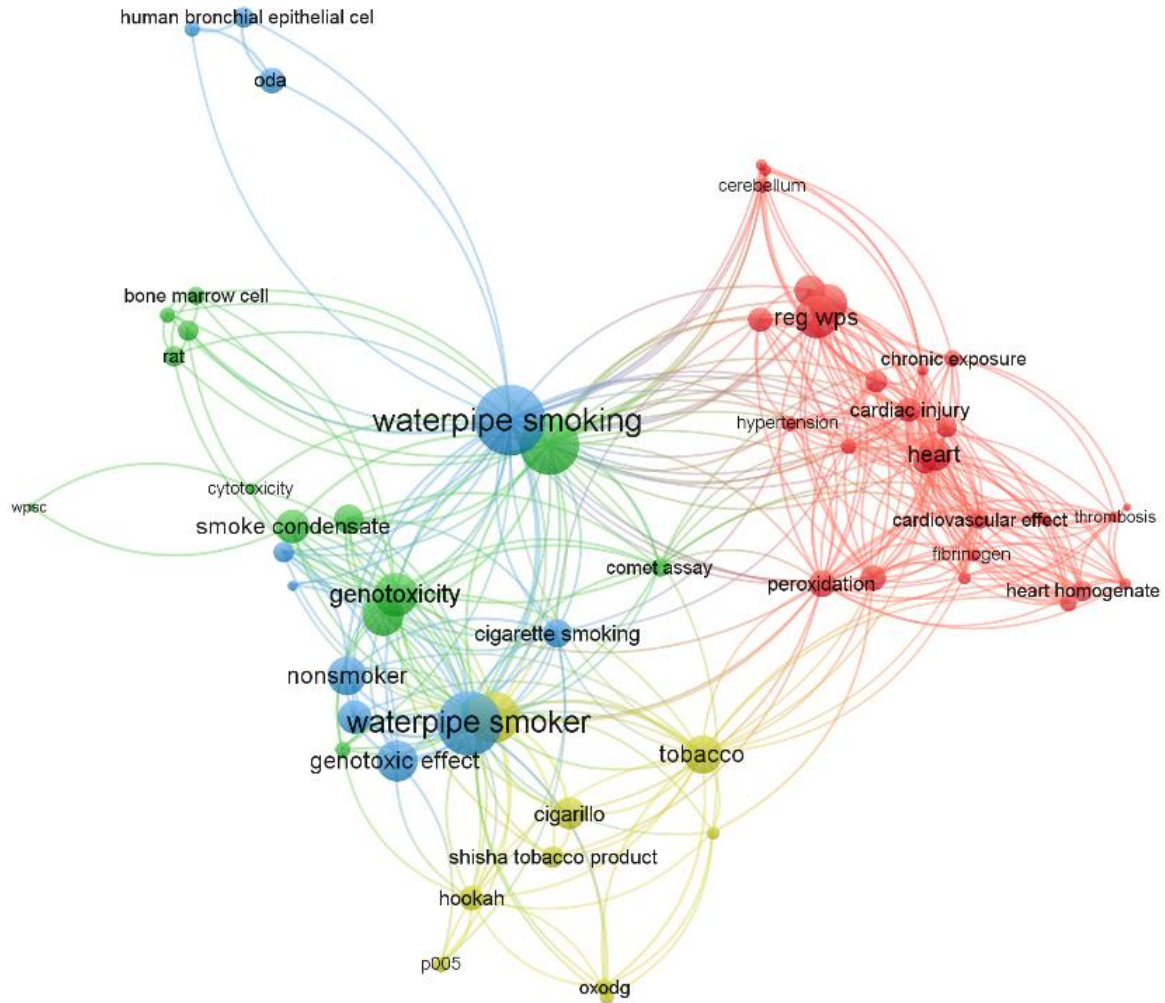 human bronchial epithelial cel
oda
cerebellum
bone marrow cell
reg wps
rat
chronic exposure
waterpipe smoking
cardiac injury
hypertension
heart
cytotoxicity
wpsc
smoke condensate
cardiovascular effect
thrombosis
fibrinogen
comet assay
peroxidation
heart homogenate
genotoxicity
cigarette smoking
nonsmoker
waterpipe smoker
genotoxic effect
tobacco
cigarillo
shisha tobacco product
hookah
p005
oxodg